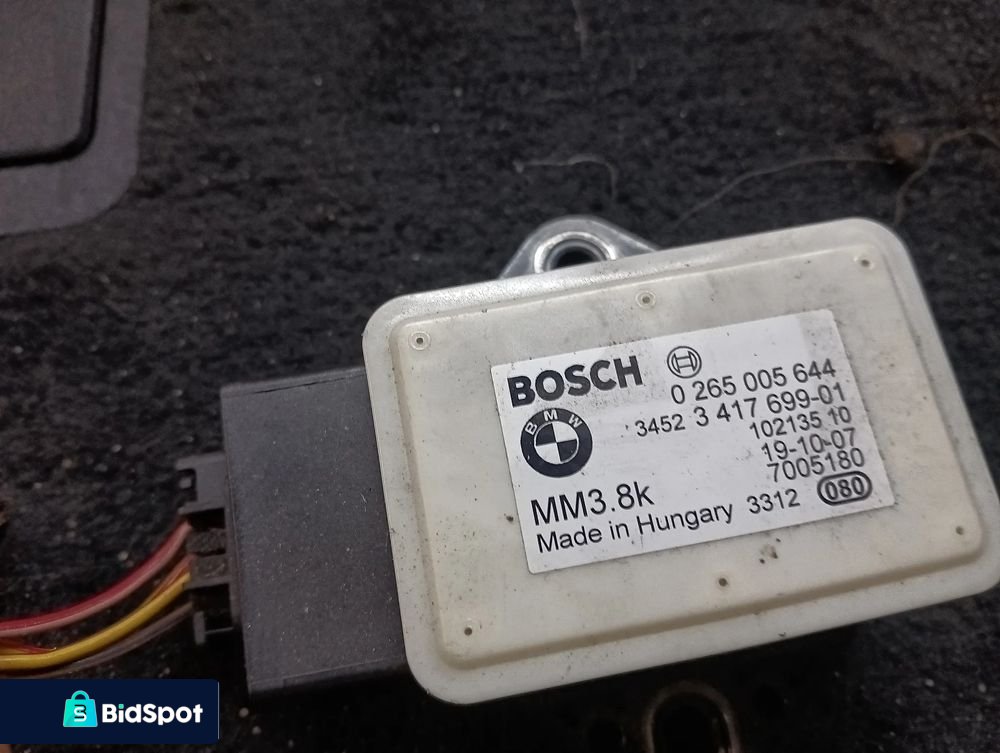 BOSCH
0 265 005 644
BMW
3452 3 417 699-01
102135 10
19-10-07
7005180
MM3.8k
Made in Hungary 3312 080
BidSpot